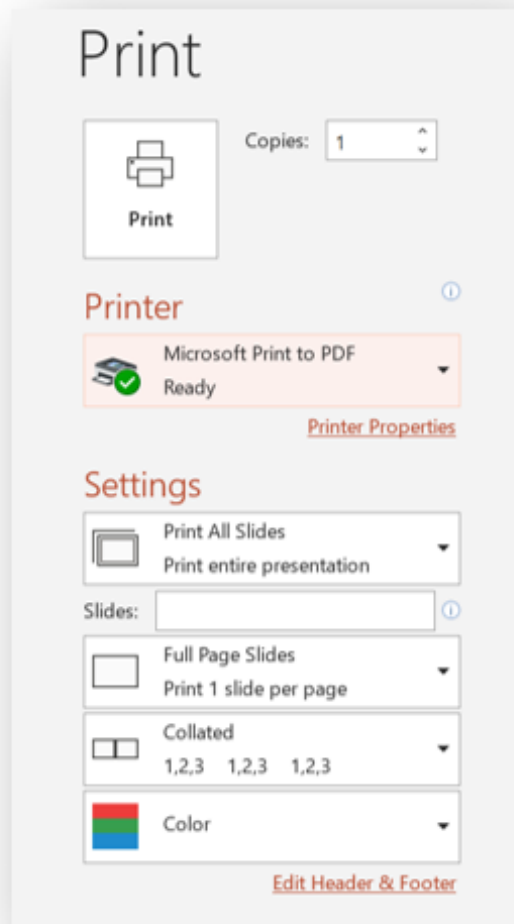 Print
Copies: 1
Print
Printer
Microsoft Print to PDF
Ready
Printer Properties
Settings
Print All Slides
Print entire presentation
Slides:
Full Page Slides
Print 1 slide per page
Collated
1,2,3 1,2,3 1,2,3
Color
Edit Header & Footer